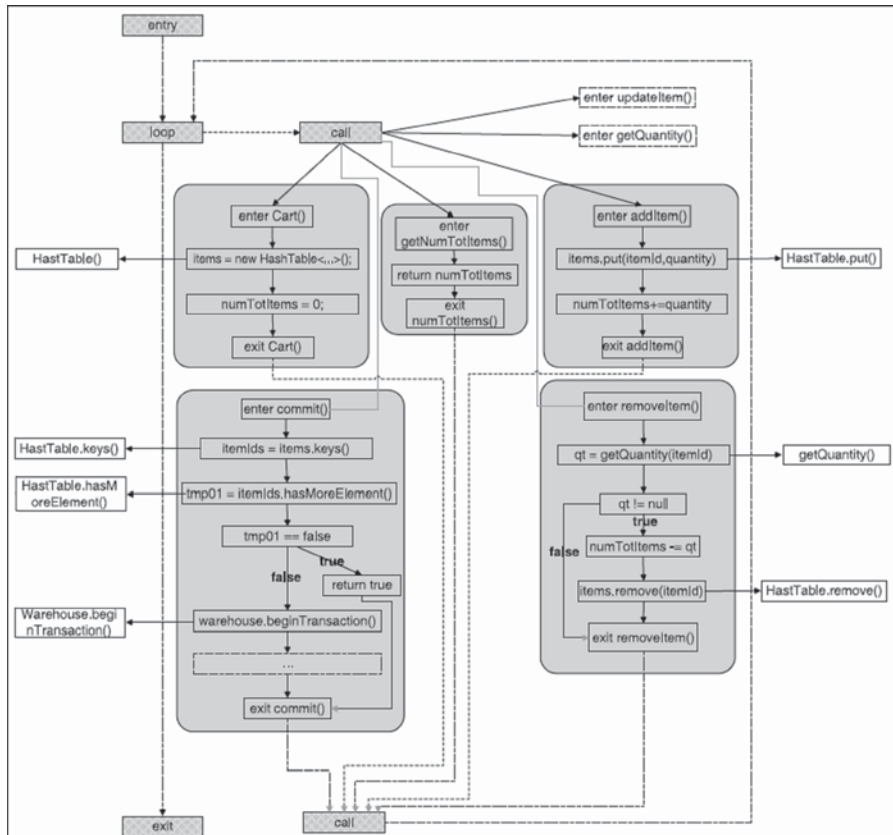 entry
enter updateItem()
loop
call
enter getQuantity()
enter Cart()
enter
getNumTotItems()
enter addItem()
HastTable()
items = new HashTable<...>();
return numTotItems
items.put(itemId,quantity)
HastTable.put()
numTotItems = 0;
exit
numTotItems()
numTotItems+=quantity
exit Cart()
exit addItem()
enter commit()
enter removeItem()
HastTable.keys()
itemIds = items.keys()
qt = getQuantity(itemId)
getQuantity()
HastTable.hasM
oreElement()
tmp01 = itemIds.hasMoreElement()
qt != null
true
tmp01 == false
false
numTotItems -= qt
true
false
return true
items.remove(itemId)
HastTable.remove()
Warehouse.begi
nTransaction()
warehouse.beginTransaction()
exit removeItem()
...
exit commit()
exit
call